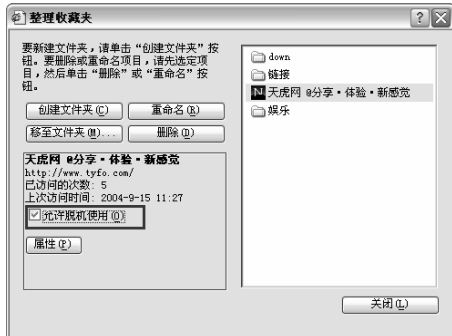 整理收藏夹
要新建文件夹，请单击“创建文件夹”按
钮。要删除或重命名项目，请先选定项
目，然后单击“删除”或“重命名”按
钮。
创建文件夹(C)
重命名(R)
移至文件夹(M)...
删除(D)
天虎网 e分享·体验·新感觉
http://www.tyfo.com/
已访问的次数: 5
上次访问时间: 2004-9-15 11:27
允许脱机使用(O)
属性(P)
down
链接
天虎网 e分享·体验·新感觉
娱乐
关闭(L)